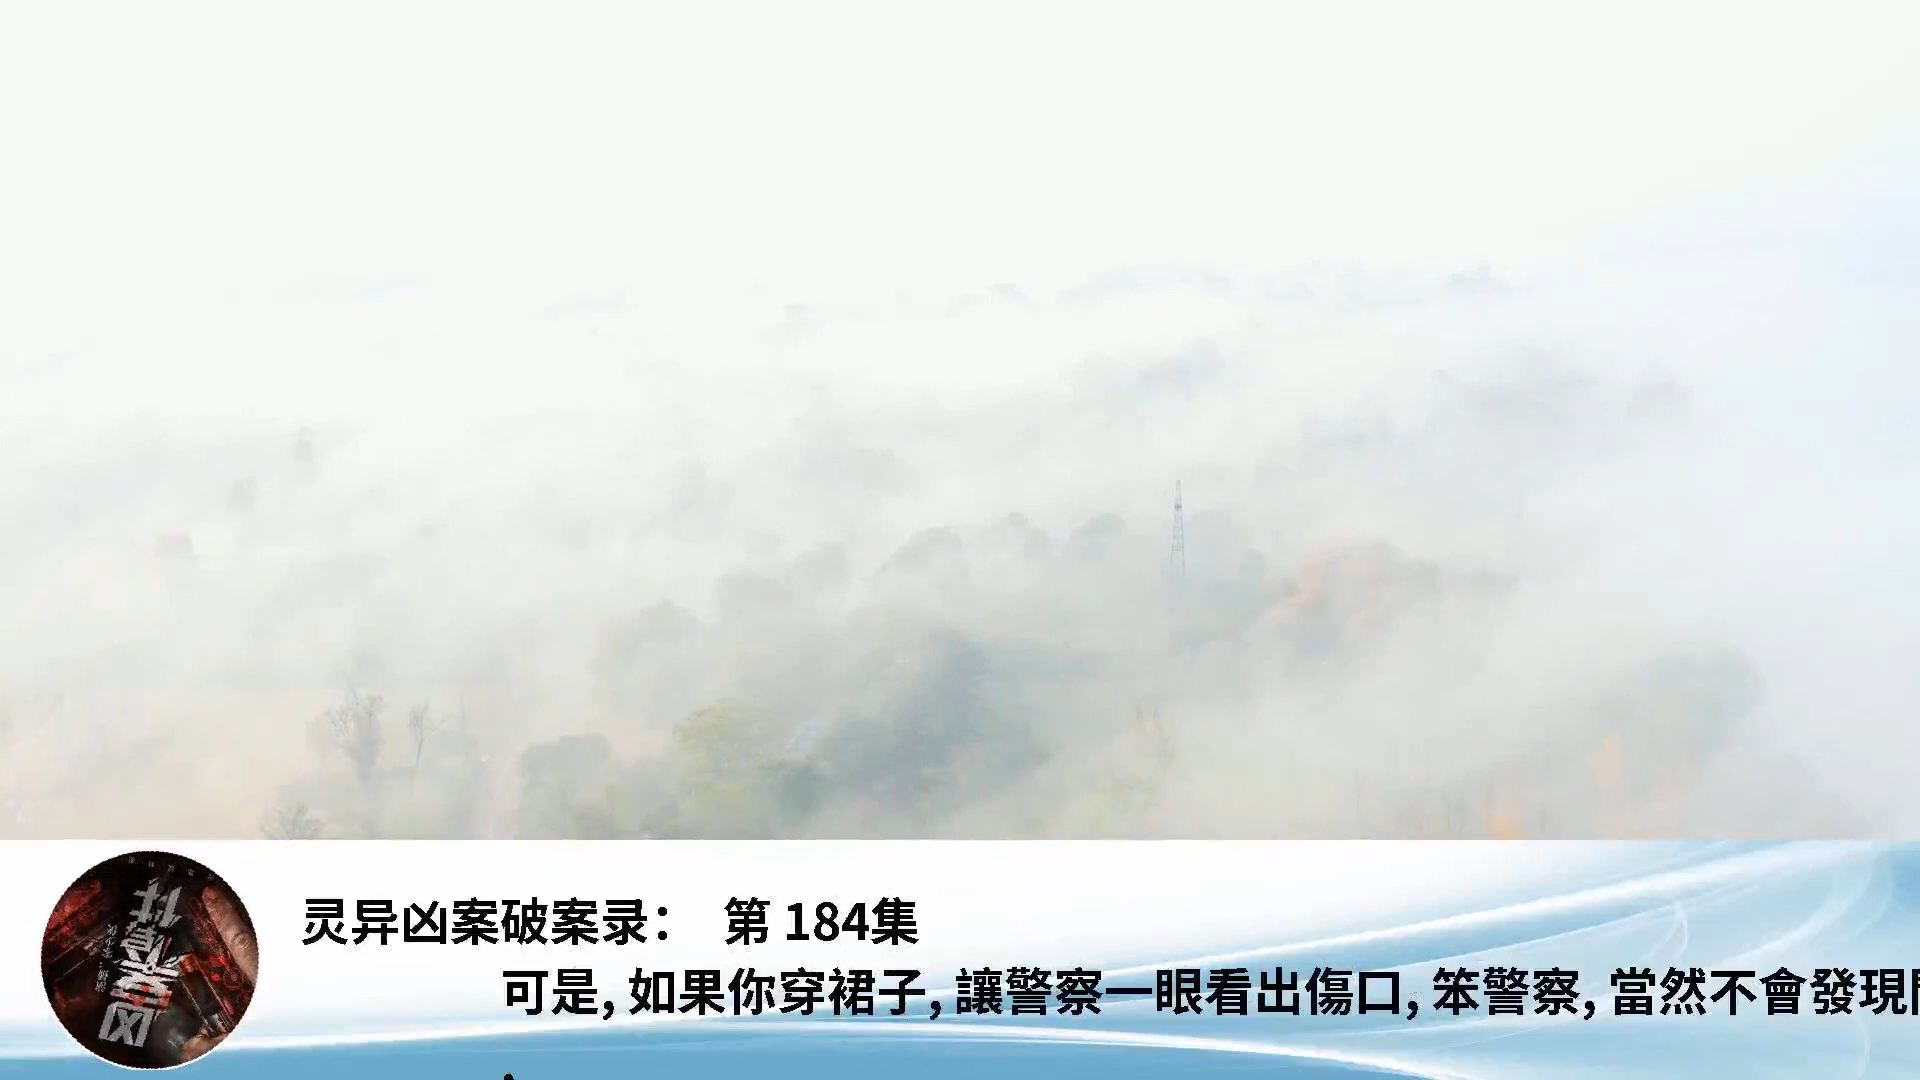 灵异凶案破案录： 第 184集
可是, 如果你穿裙子, 讓警察一眼看出傷口, 笨警察, 當然不會發現